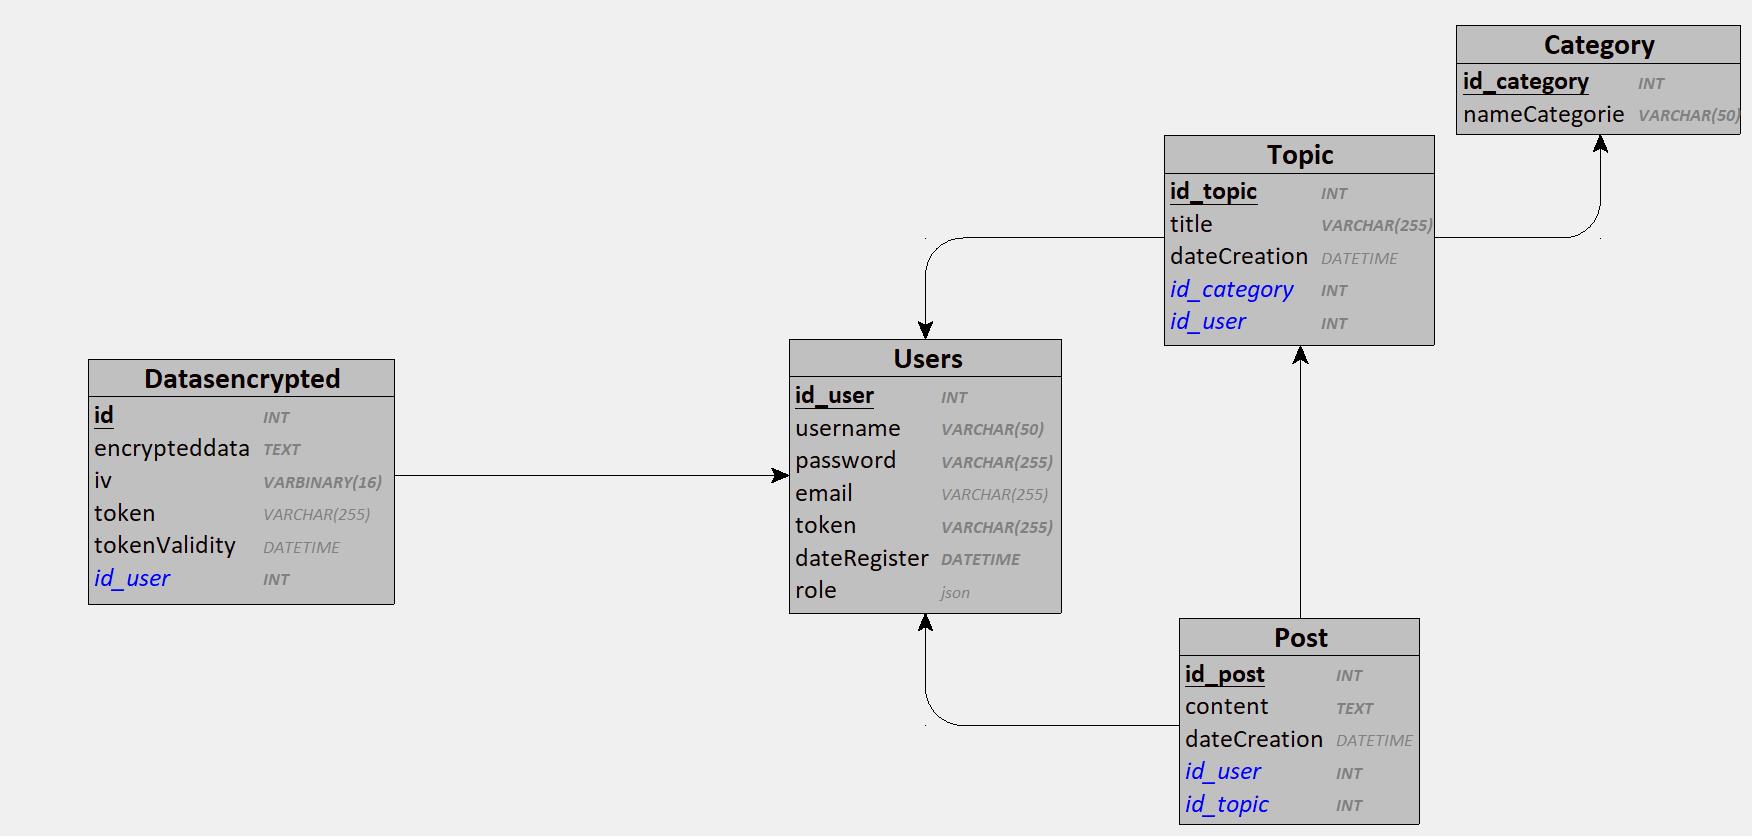 Category
id_category INT
nameCategorie VARCHAR(50)
Topic
id_topic INT
title VARCHAR(255)
dateCreation DATETIME
id_category INT
id_user INT
Datasencrypted
id INT
encrypteddata TEXT
iv VARBINARY(16)
token VARCHAR(255)
tokenValidity DATETIME
id_user INT
Users
id_user INT
username VARCHAR(50)
password VARCHAR(255)
email VARCHAR(255)
token VARCHAR(255)
dateRegister DATETIME
role json
Post
id_post INT
content TEXT
dateCreation DATETIME
id_user INT
id_topic INT